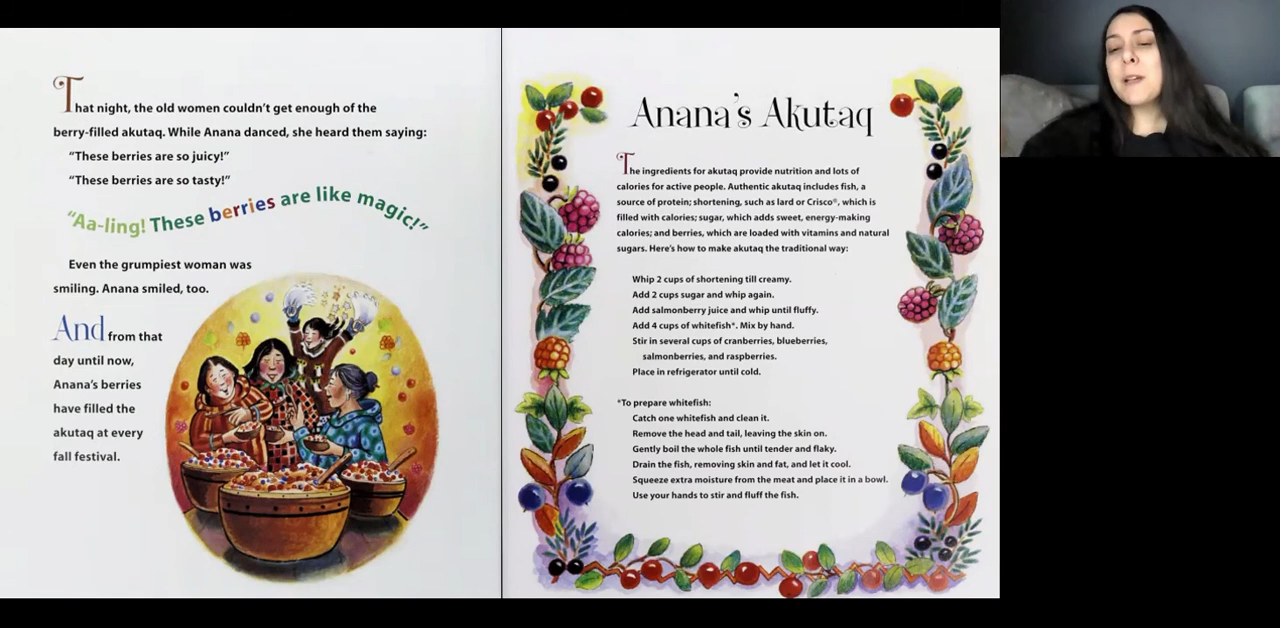 That night, the old women couldn't get enough of the
berry-filled akutaq. While Anana danced, she heard them saying:
"These berries are so juicy!"
"These berries are so tasty!"
"Aa-ling! These berries are like magic!"
Even the grumpiest woman was
smiling. Anana smiled, too.
And from that
day until now,
Anana's berries
have filled the
akutaq at every
fall festival.
Anana's Akutaq
The ingredients for akutaq provide nutrition and lots of
calories for active people. Authentic akutaq includes fish, a
source of protein; shortening, such as lard or Crisco®, which is
filled with calories; sugar, which adds sweet, energy-making
calories; and berries, which are loaded with vitamins and natural
sugars. Here's how to make akutaq the traditional way:
Whip 2 cups of shortening till creamy.
Add 2 cups sugar and whip again.
Add salmonberry juice and whip until fluffy.
Add 4 cups of whitefish*. Mix by hand.
Stir in several cups of cranberries, blueberries,
salmonberries, and raspberries.
Place in refrigerator until cold.
*To prepare whitefish:
Catch one whitefish and clean it.
Remove the head and tail, leaving the skin on.
Gently boil the whole fish until tender and flaky.
Drain the fish, removing skin and fat, and let it cool.
Squeeze extra moisture from the meat and place it in a bowl.
Use your hands to stir and fluff the fish.